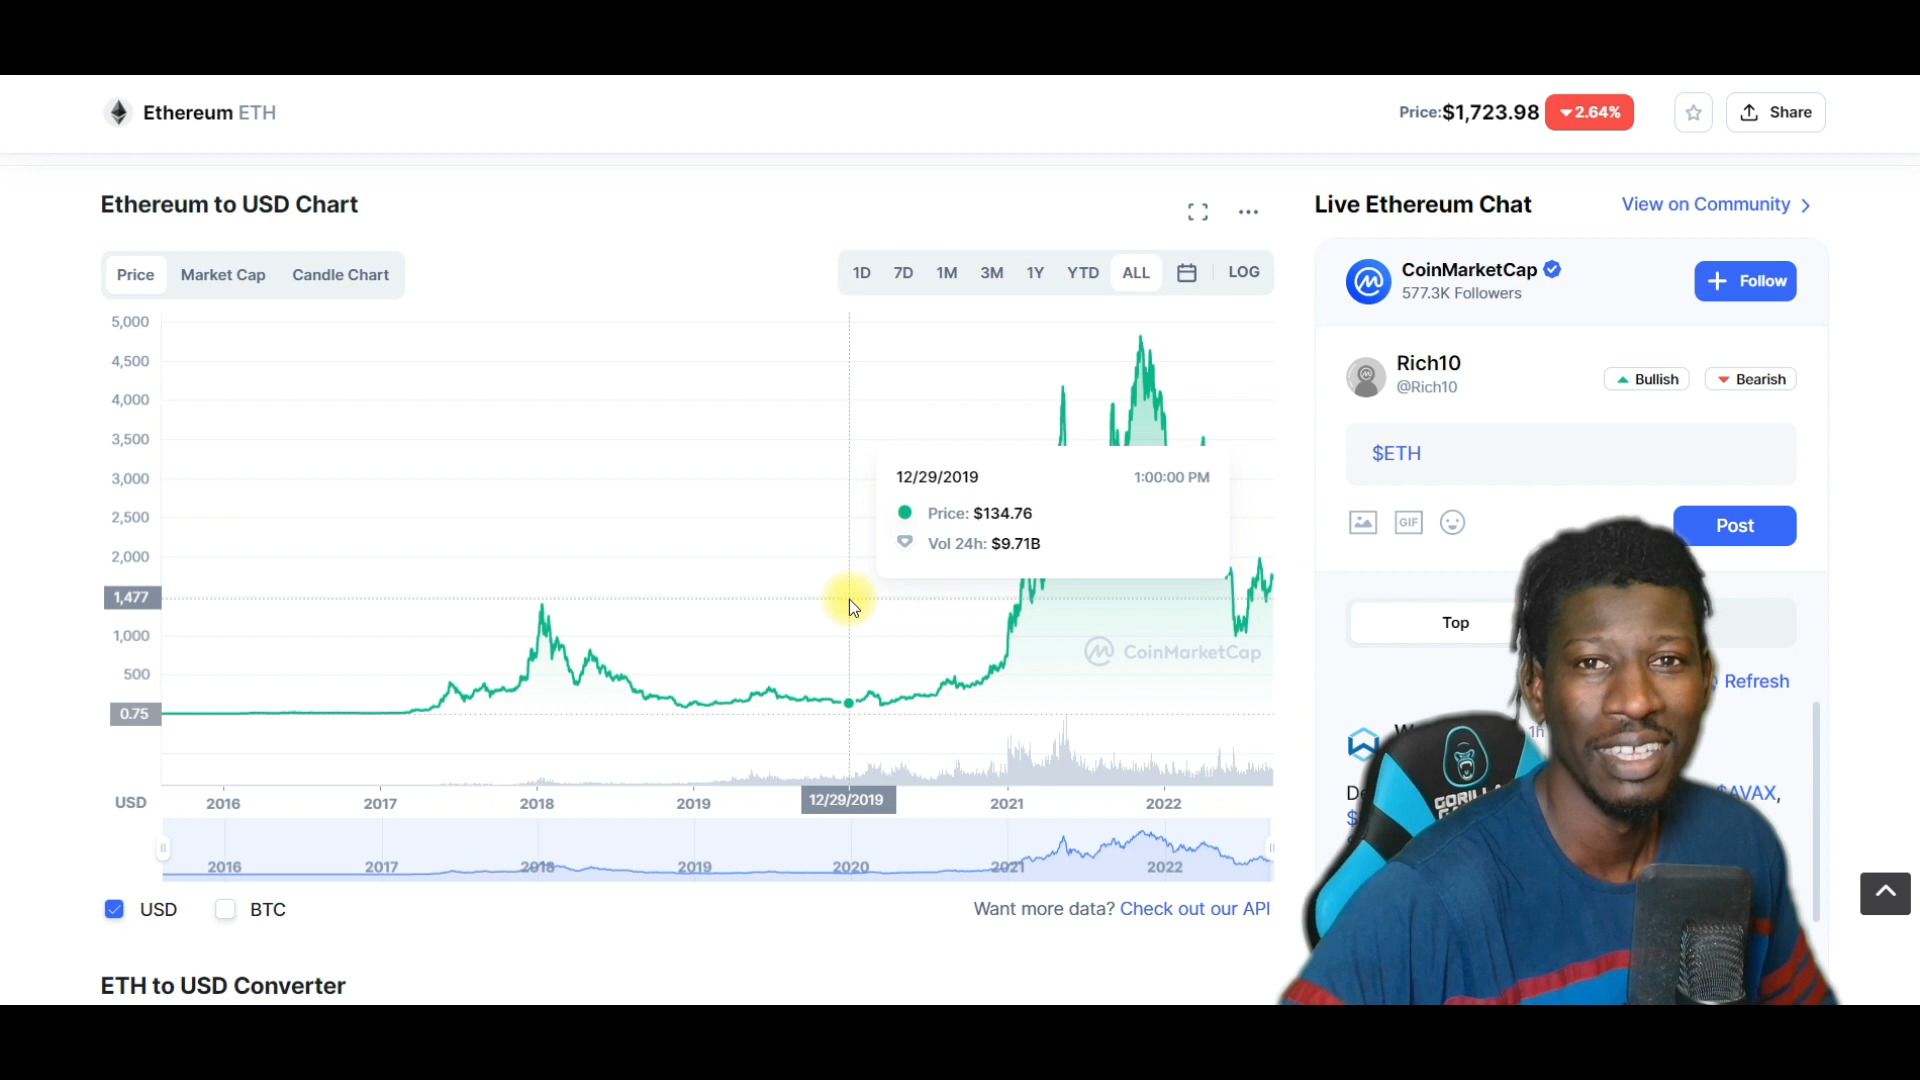 Ethereum ETH
Price:$1,723.98 2.64%
Share
Ethereum to USD Chart
Price Market Cap Candle Chart
1D 7D 1M 3M 1Y YTD ALL LOG
5,000
4,500
4,000
3,500
3,000
2,500
2,000
1,477
1,000
500
0.75
12/29/2019 1:00:00 PM
Price: $134.76
Vol 24h: $9.71B
CoinMarketCap
USD 2016 2017 2018 2019 12/29/2019 2021 2022
2016 2017 2018 2019 2020 2021 2022
USD BTC
Want more data? Check out our API
ETH to USD Converter
Live Ethereum Chat
View on Community
CoinMarketCap
577.3K Followers
Follow
Rich10
@Rich10
Bullish Bearish
$ETH
GIF
Post
Top
Refresh
1h
$AVAX,
GORILLA